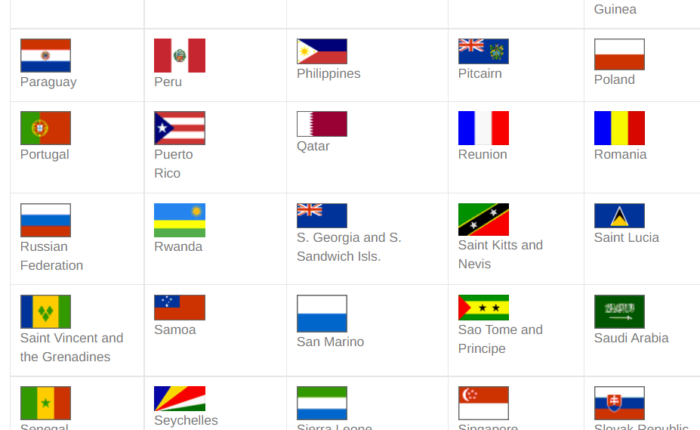 Guinea
Paraguay
Peru
Philippines
Pitcairn
Poland
Portugal
Puerto
Rico
Qatar
Reunion
Romania
Russian
Federation
Rwanda
S. Georgia and S.
Sandwich Isls.
Saint Kitts and
Nevis
Saint Lucia
Saint Vincent and
the Grenadines
Samoa
San Marino
Sao Tome and
Principe
Saudi Arabia
Senegal
Seychelles
Sierra Leone
Singapore
Slovak Republic